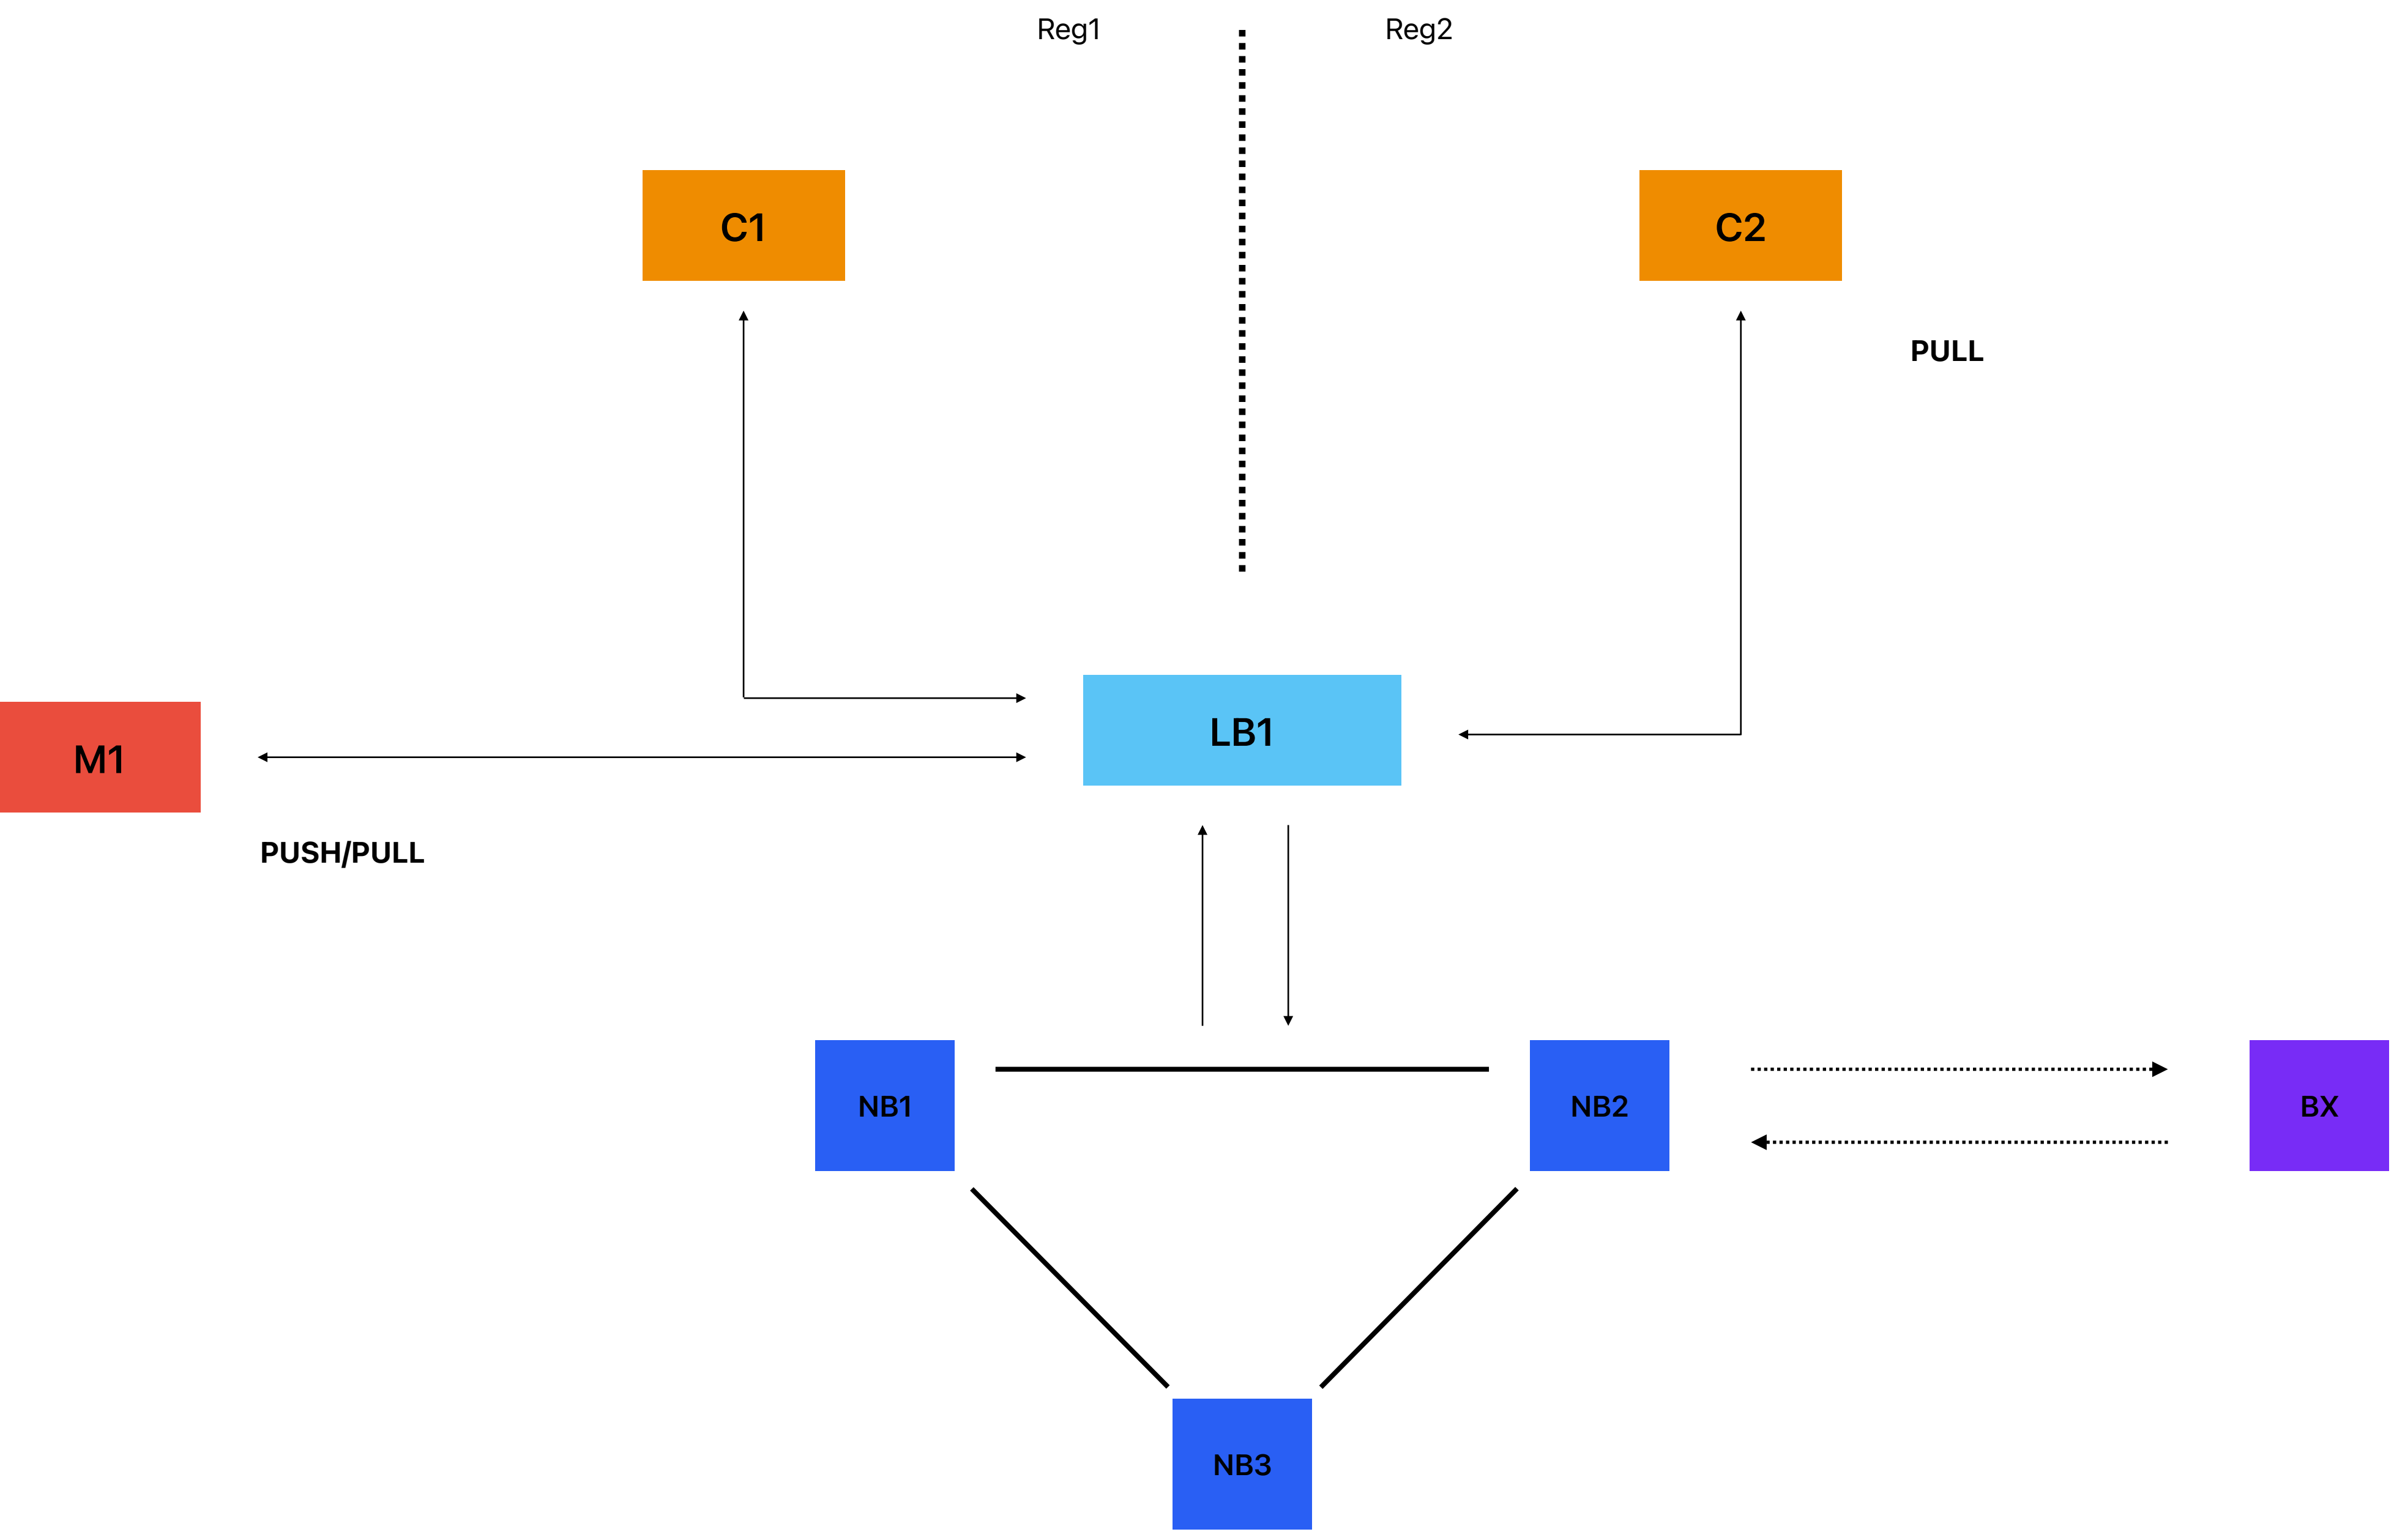 Reg1
Reg2
C1
C2
PULL
LB1
M1
PUSH/PULL
NB1
NB2
BX
NB3